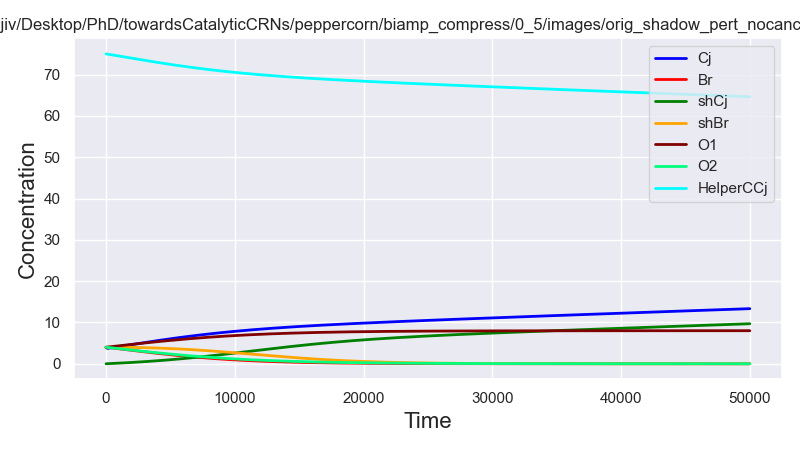 jiv/Desktop/PhD/towardsCatalyticCRNs/peppercorn/biamp_compress/0_5/images/orig_shadow_pert_nocanc
Concentration
70
60
50
40
30
20
10
0
Cj
Br
shCj
shBr
O1
O2
HelperCCj
0 10000 20000 30000 40000 50000
Time